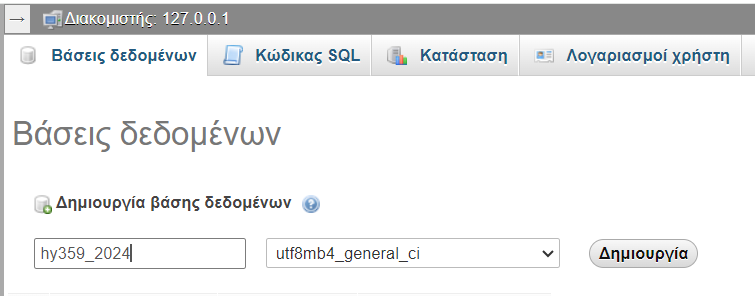 Διακομιστής: 127.0.0.1
Βάσεις δεδομένων Κώδικας SQL Κατάσταση Λογαριασμοί χρήστη
Βάσεις δεδομένων
Δημιουργία βάσης δεδομένων
hy359_2024 utf8mb4_general_ci Δημιουργία